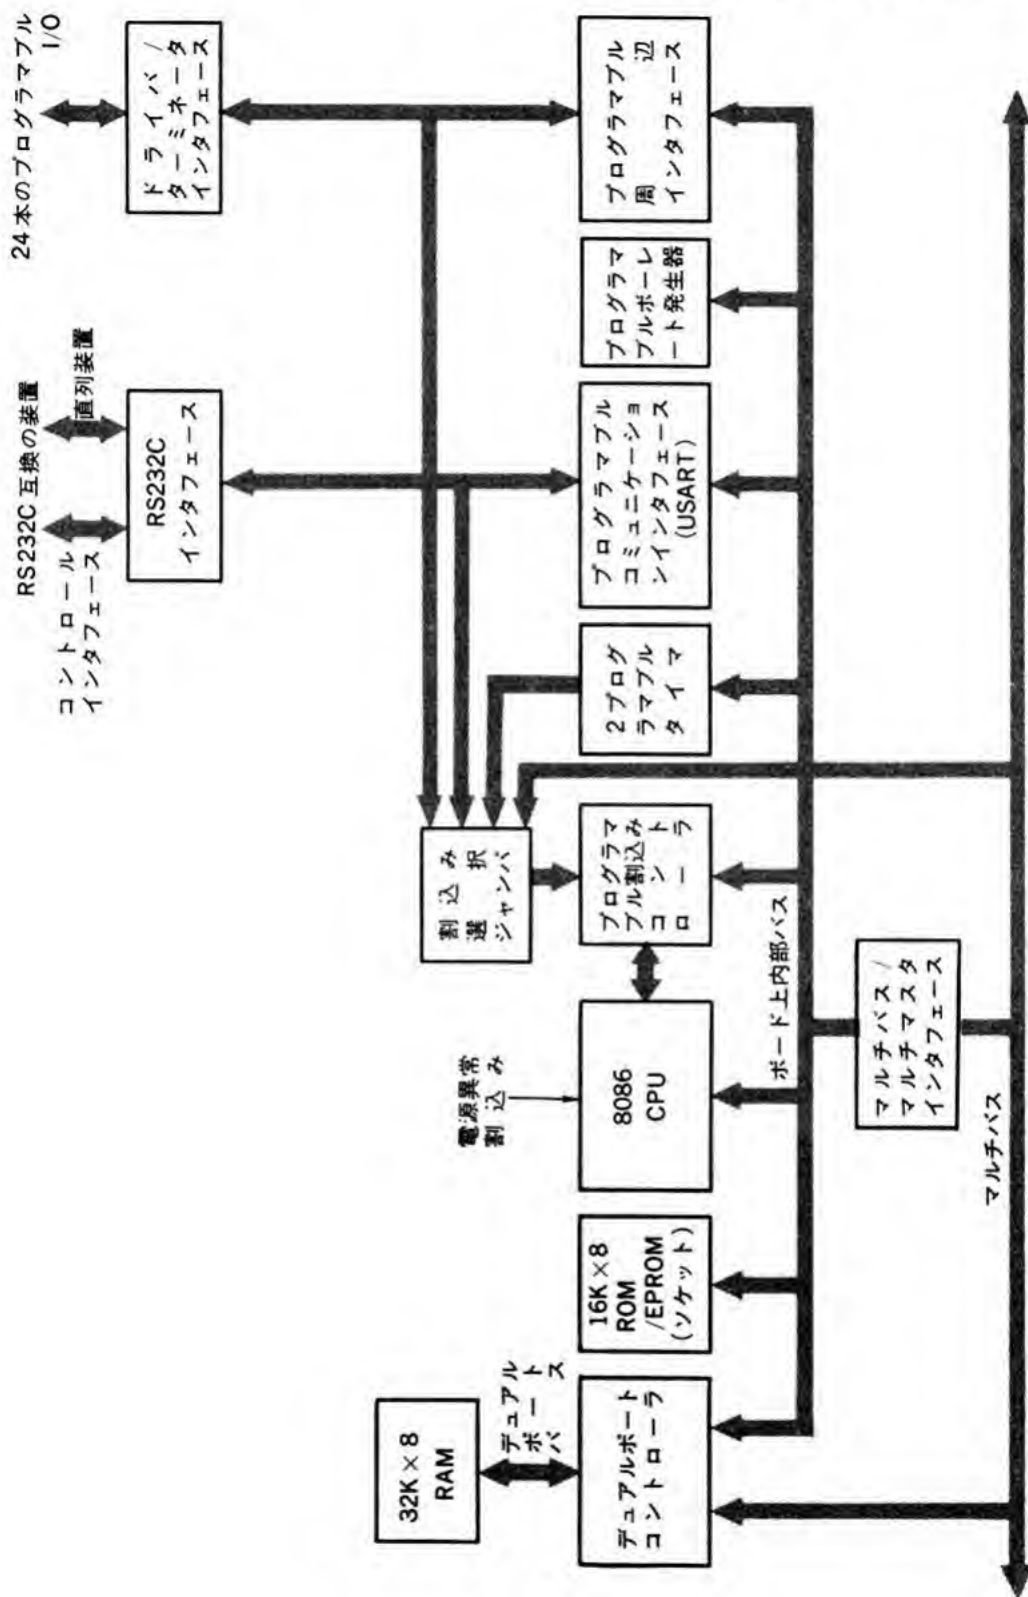 RS232C 互換の装置
24本のプログラマブル
I/O
コントロール
インタフェース
直列装置
RS232C
インタフェース
ドライバ/
ターミネータ
インタフェース
32K×8
RAM
デュアル
ポート
バス
電源異常
割込み
割込み
選択
ジャンパ
デュアルポート
コントローラ
16K×8
ROM
/EPROM
(ソケット)
8086
CPU
プログラマ
ブル割込み
コント
ローラ
2プログ
ラマブル
タイマ
プログラマブル
コミュニケーショ
ンインタフェース
(USART)
プログラマ
ブルボーレ
ート発生器
プログラマブル
周辺
インタフェース
ボード上内部バス
マルチバス/
マルチマスタ
インタフェース
マルチバス